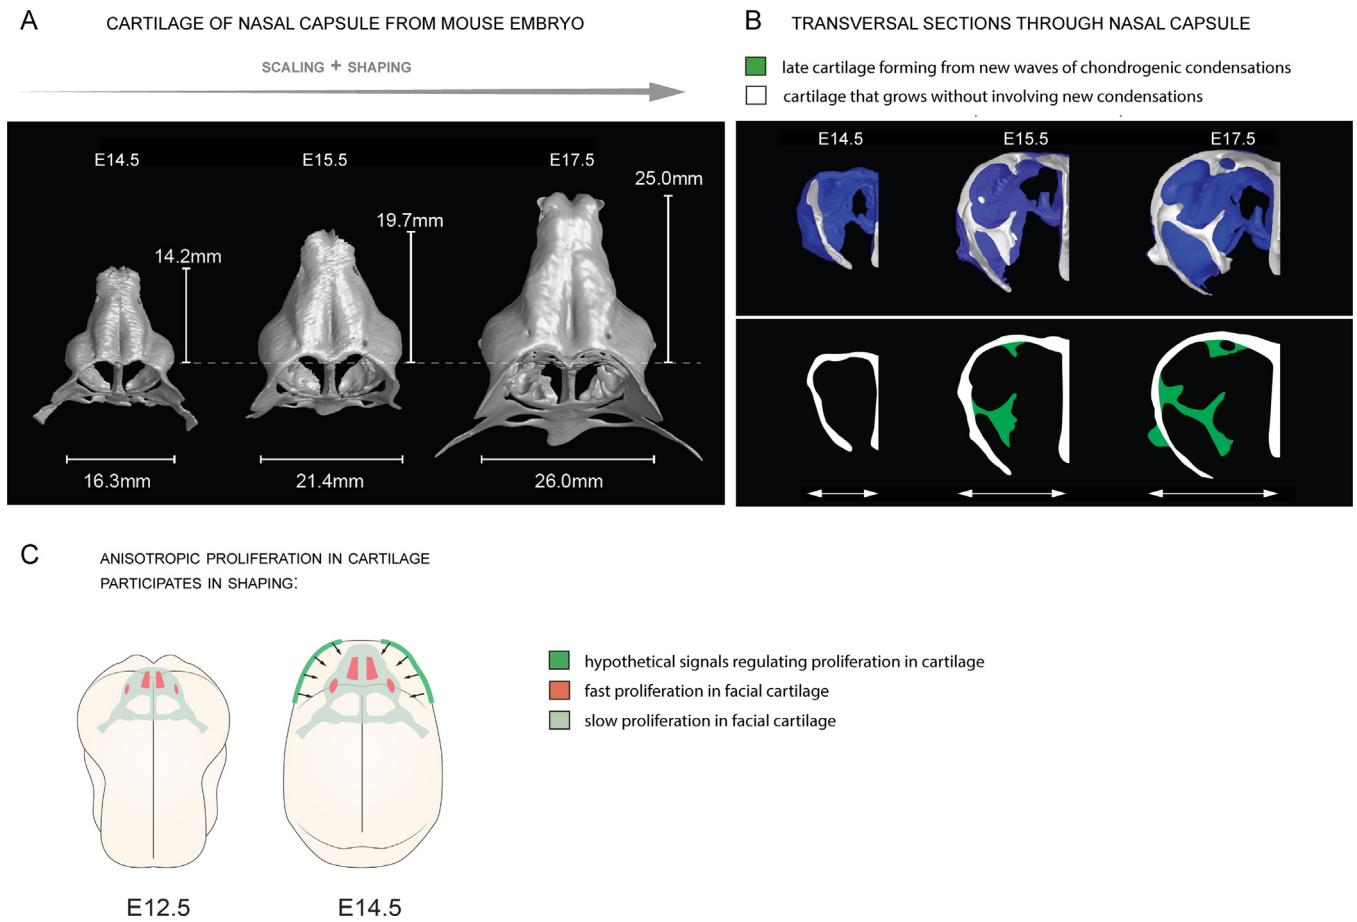 A
CARTILAGE OF NASAL CAPSULE FROM MOUSE EMBRYO
SCALING + SHAPING
E14.5
E15.5
E17.5
14.2mm
19.7mm
25.0mm
16.3mm
21.4mm
26.0mm
B
TRANSVERSAL SECTIONS THROUGH NASAL CAPSULE
late cartilage forming from new waves of chondrogenic condensations
cartilage that grows without involving new condensations
E14.5
E15.5
E17.5
C
ANISOTROPIC PROLIFERATION IN CARTILAGE
PARTICIPATES IN SHAPING:
hypothetical signals regulating proliferation in cartilage
fast proliferation in facial cartilage
slow proliferation in facial cartilage
E12.5
E14.5